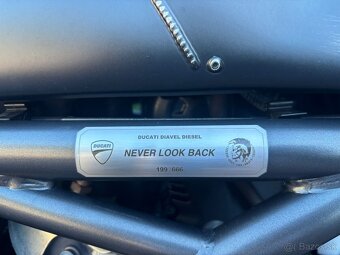 DUCATI DIAVEL DIESEL
DUCATI
NEVER LOOK BACK
199 . 666